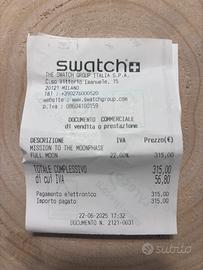 swatch+
THE SWATCH GROUP ITALIA S.P.A.
C.so Vittorio Emanuele, 15
20121 MILANO
Tel : +390276000520
website : www.swatchgroup.com
P.iva : 08604100159
DOCUMENTO COMMERCIALE
di vendita o prestazione
DESCRIZIONE IVA Prezzo(€)
MISSION TO THE MOONPHASE
FULL MOON 22,00% 315,00
TOTALE COMPLESSIVO 315,00
di cui IVA 56,80
Pagamento elettronico 315,00
Importo pagato 315,00
22-06-2025 17:32
DOCUMENTO N. 2121-0031
subito